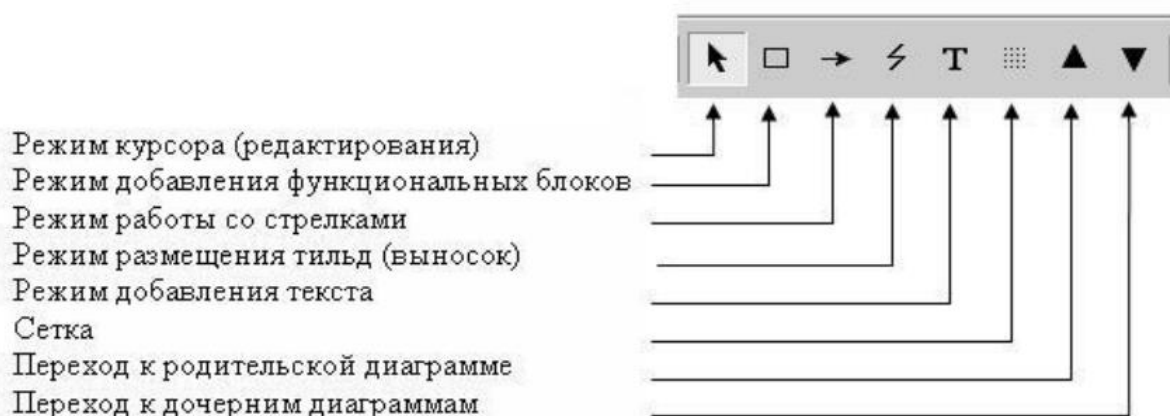 T
Режим курсора (редактирования)
Режим добавления функциональных блоков
Режим работы со стрелками
Режим размещения тильд (выносок)
Режим добавления текста
Сетка
Переход к родительской диаграмме
Переход к дочерним диаграммам